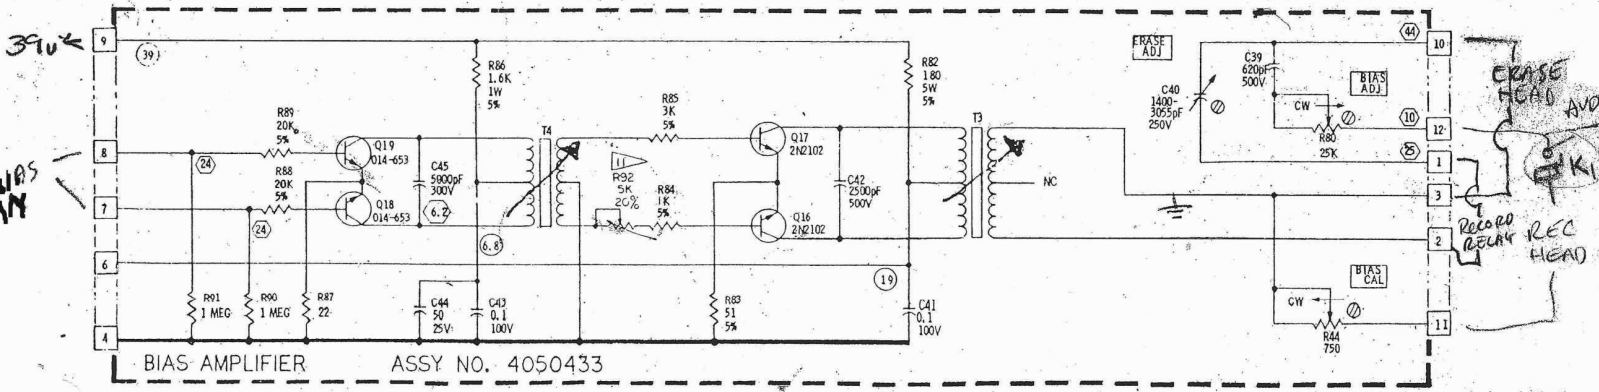 39v
9
39
R86
1.6K
1W
5%
R82
180
5W
5%
ERASE
ADJ
C40
1400-
3055pF
250V
C39
620pF
500V
BIAS
ADJ
CW
R80
25K
44
10
ERASE
HEAD
10
12
25
1
K1
3
RECORD
RELAY
2
REC
HEAD
BIAS
CAL
CW
R44
750
11
R89
20K
5%
8
24
R88
20K
5%
7
24
Q19
014-653
Q18
014-653
C45
5900pF
300V
6.2
6.8
T4
R85
3K
5%
11
R92
5K
20%
R84
1K
5%
Q17
2N2102
Q16
2N2102
C42
2500pF
500V
T3
NC
6
19
R91
1 MEG
R90
1 MEG
R87
22
C44
50
25V
C43
0.1
100V
R83
51
5%
C41
0.1
100V
4
BIAS AMPLIFIER
ASSY NO. 4050433